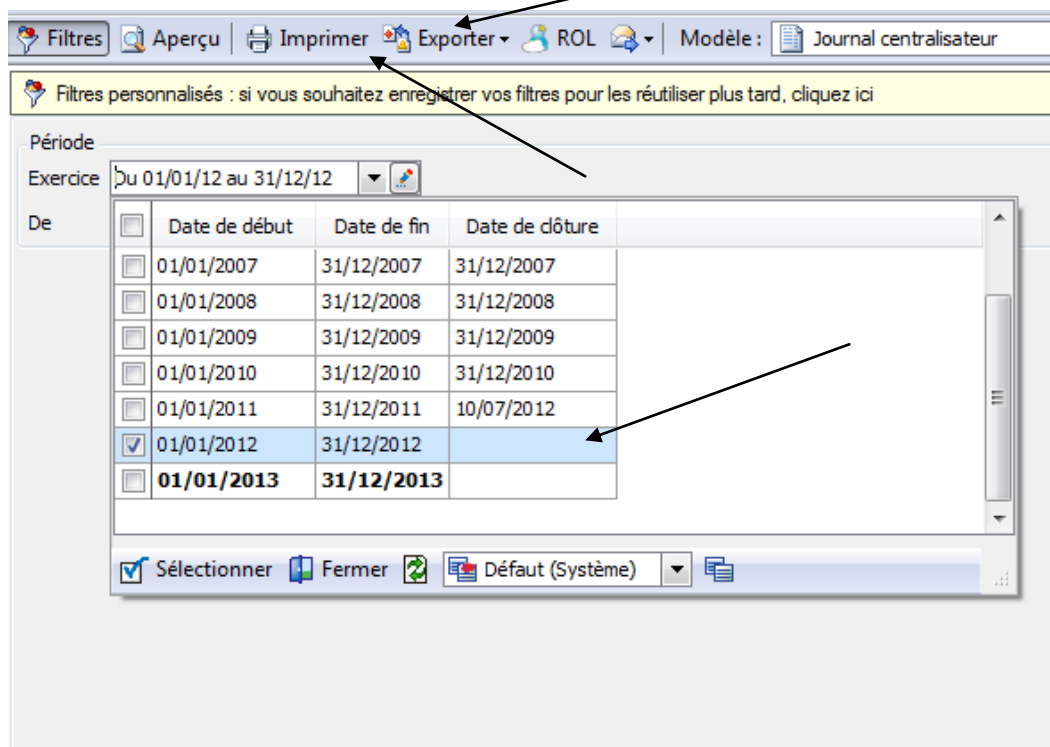 Filtres Aperçu Imprimer Exporter ROL Modèle : Journal centralisateur
Filtres personnalisés : si vous souhaitez enregistrer vos filtres pour les réutiliser plus tard, cliquez ici
Période
Exercice Du 01/01/12 au 31/12/12
De
Date de début Date de fin Date de clôture
01/01/2007 31/12/2007 31/12/2007
01/01/2008 31/12/2008 31/12/2008
01/01/2009 31/12/2009 31/12/2009
01/01/2010 31/12/2010 31/12/2010
01/01/2011 31/12/2011 10/07/2012
01/01/2012 31/12/2012
01/01/2013 31/12/2013
Sélectionner Fermer Défaut (Système)